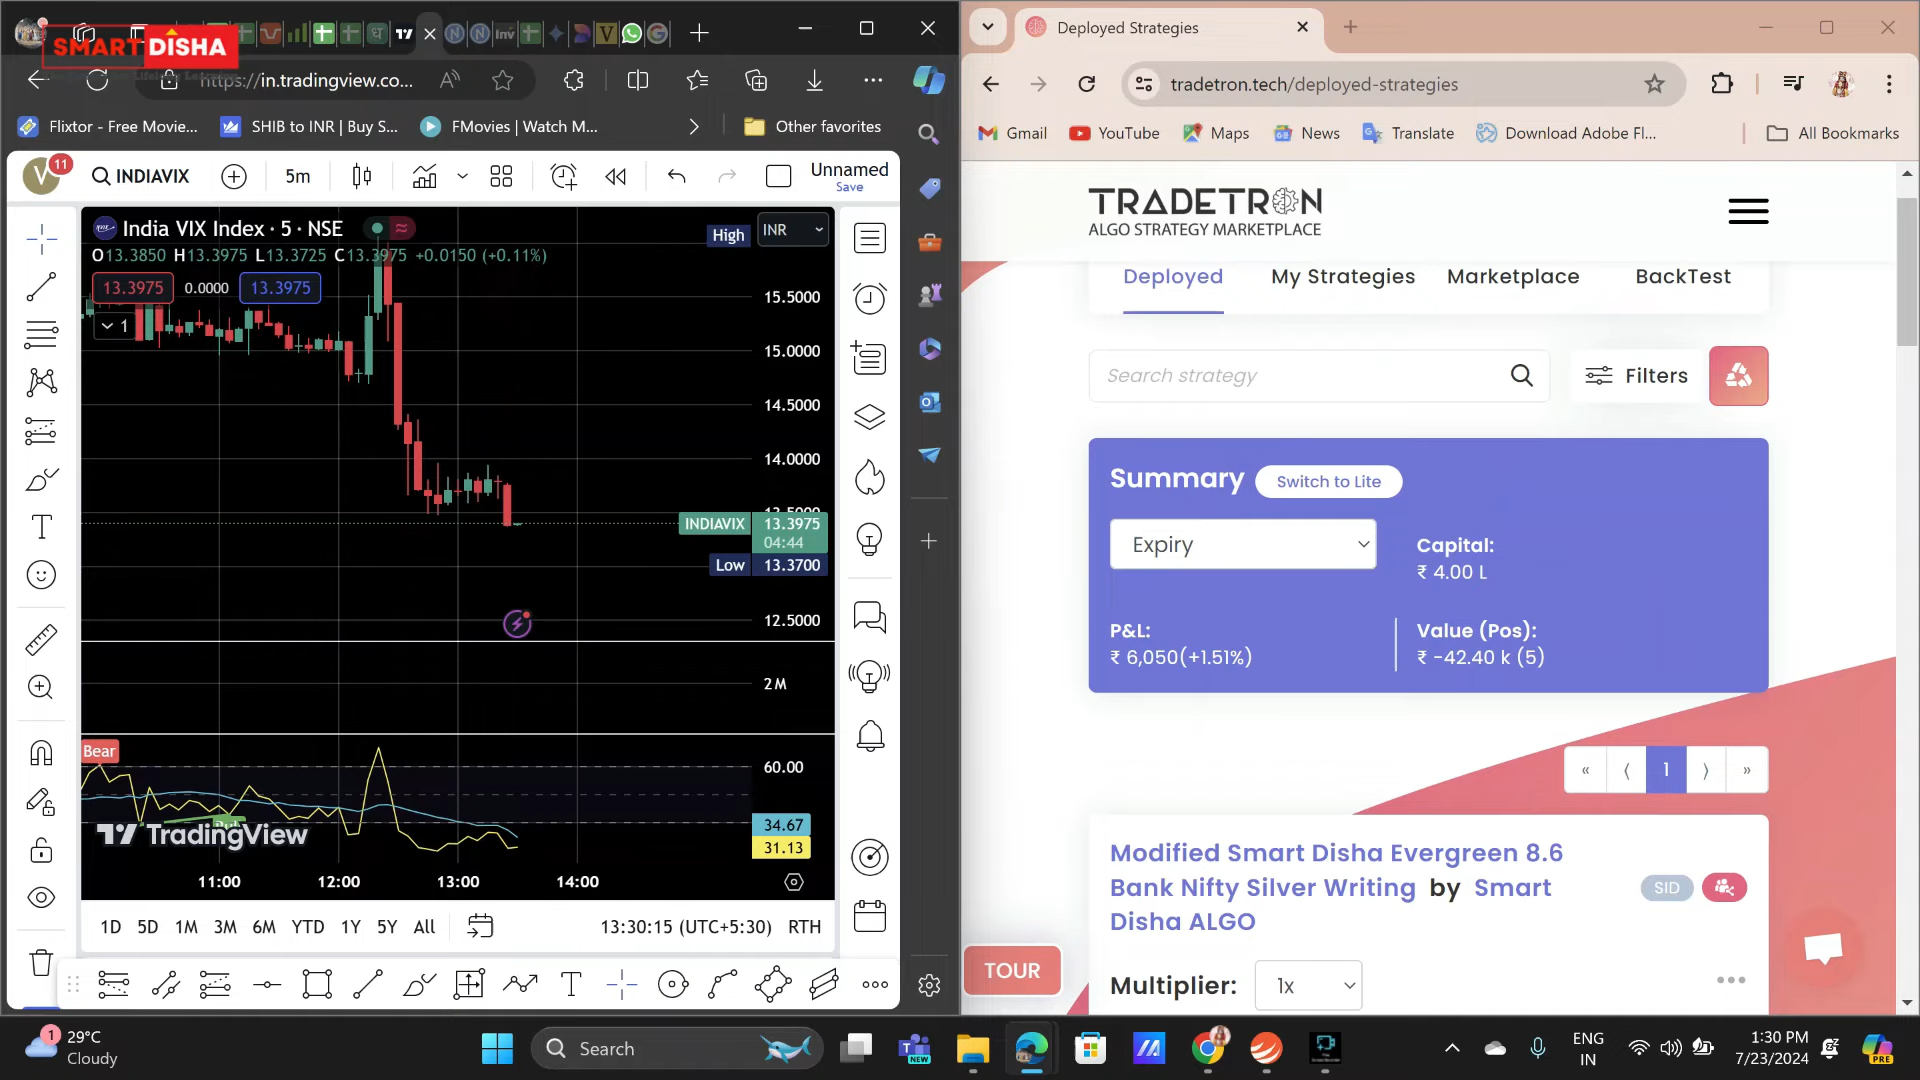 SMART DISHA
https://in.tradingview.co...
Flixtor - Free Movie...
SHIB to INR | Buy S...
FMovies | Watch M...
Other favorites
V
11
INDIAVIX
5m
Unnamed
Save
India VIX Index · 5 · NSE
High
INR
O13.3850 H13.3975 L13.3725 C13.3975 +0.0150 (+0.11%)
13.3975
0.0000
13.3975
1
15.5000
15.0000
14.5000
14.0000
INDIAVIX
13.3975
04:44
Low
13.3700
12.5000
2 M
Bear
60.00
34.67
31.13
TradingView
11:00
12:00
13:00
14:00
1D 5D 1M 3M 6M YTD 1Y 5Y All
13:30:15 (UTC+5:30)
RTH
Deployed Strategies
tradetron.tech/deployed-strategies
Gmail
YouTube
Maps
News
Translate
Download Adobe Fl...
All Bookmarks
TRADETRON
ALGO STRATEGY MARKETPLACE
Deployed
My Strategies
Marketplace
BackTest
Search strategy
Filters
Summary
Switch to Lite
Expiry
Capital:
₹ 4.00 L
P&L:
₹ 6,050(+1.51%)
Value (Pos):
₹ -42.40 k (5)
« ⟨ 1 ⟩ »
Modified Smart Disha Evergreen 8.6
Bank Nifty Silver Writing by Smart
Disha ALGO
SID
TOUR
Multiplier:
1x
1
29°C
Cloudy
Search
NEW
ENG
IN
1:30 PM
7/23/2024
PRE